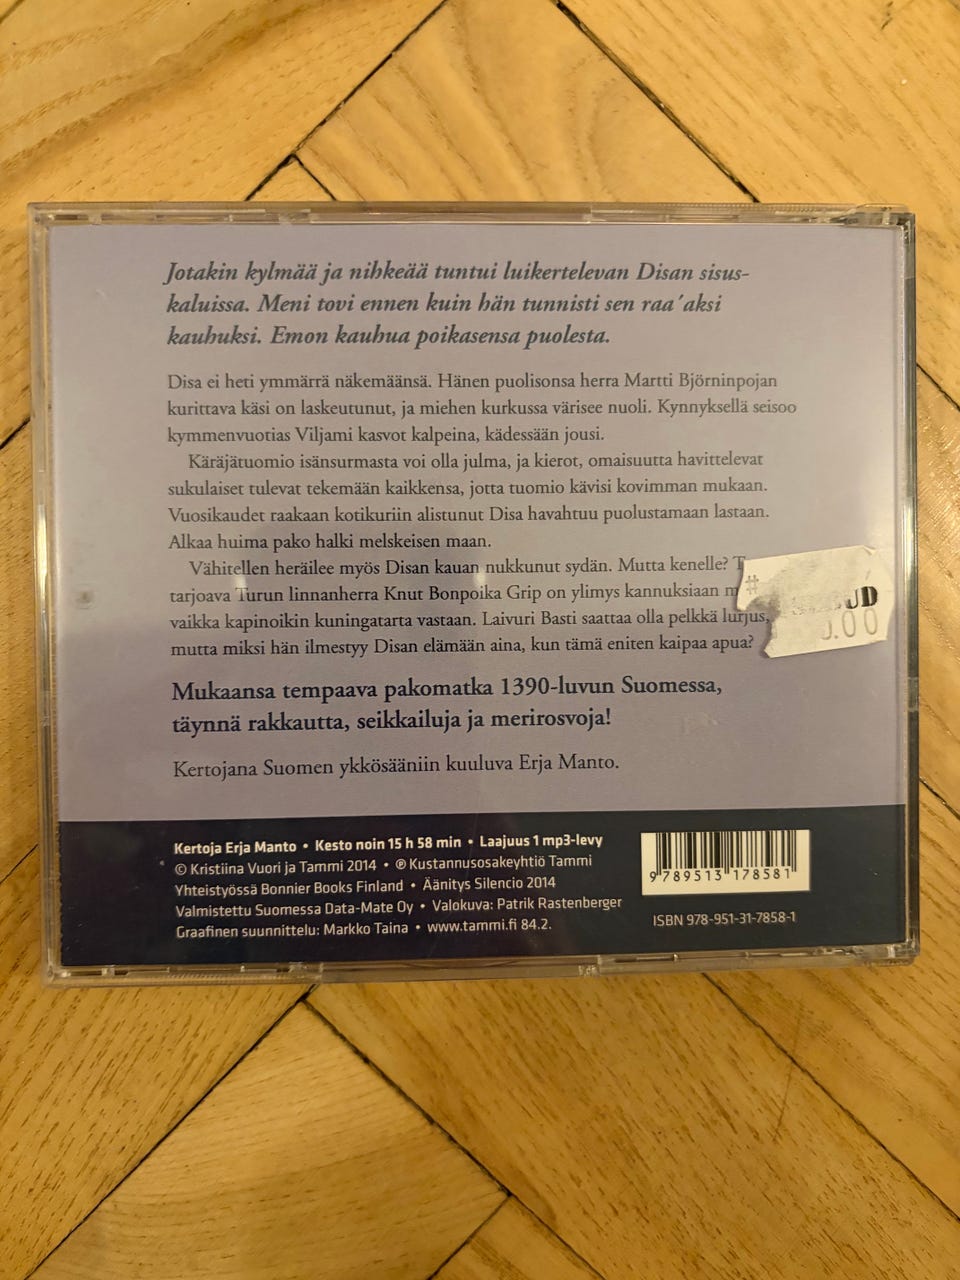 Jotakin kylmää ja nihkeää tuntui luikertelevan Disan sisus-
kaluissa. Meni tovi ennen kuin hän tunnisti sen raa'aksi
kauhuksi. Emon kauhua poikasensa puolesta.
Disa ei heti ymmärrä näkemäänsä. Hänen puolisonsa herra Martti Björninpojan
kurittava käsi on laskeutunut, ja miehen kurkussa värisee nuoli. Kynnyksellä seisoo
kymmenvuotias Viljami kasvot kalpeina, kädessään jousi.
Käräjätuomio isänsurmasta voi olla julma, ja kierot, omaisuutta havittelevat
sukulaiset tulevat tekemään kaikkensa, jotta tuomio kävisi kovimman mukaan.
Vuosikaudet raakaan kotikuriin alistunut Disa havahtuu puolustamaan lastaan.
Alkaa huima pako halki melskeisen maan.
Vähitellen heräilee myös Disan kauan nukkunut sydän. Mutta kenelle?
tarjoava Turun linnanherra Knut Bonpoika Grip on ylimys kannuksiaan
vaikka kapinoikin kuningatarta vastaan. Laivuri Basti saattaa olla pelkkä lurjus,
mutta miksi hän ilmestyy Disan elämään aina, kun tämä eniten kaipaa apua?
#
.00
Mukaansa tempaava pakomatka 1390-luvun Suomessa,
täynnä rakkautta, seikkailuja ja merirosvoja!
Kertojana Suomen ykkösääniin kuuluva Erja Manto.
Kertoja Erja Manto • Kesto noin 15 h 58 min • Laajuus 1 mp3-levy
© Kristiina Vuori ja Tammi 2014 • ℗ Kustannusosakeyhtiö Tammi
Yhteistyössä Bonnier Books Finland • Äänitys Silencio 2014
Valmistettu Suomessa Data-Mate Oy • Valokuva: Patrik Rastenberger
Graafinen suunnittelu: Markko Taina • www.tammi.fi 84.2.
9 789513 178581
ISBN 978-951-31-7858-1